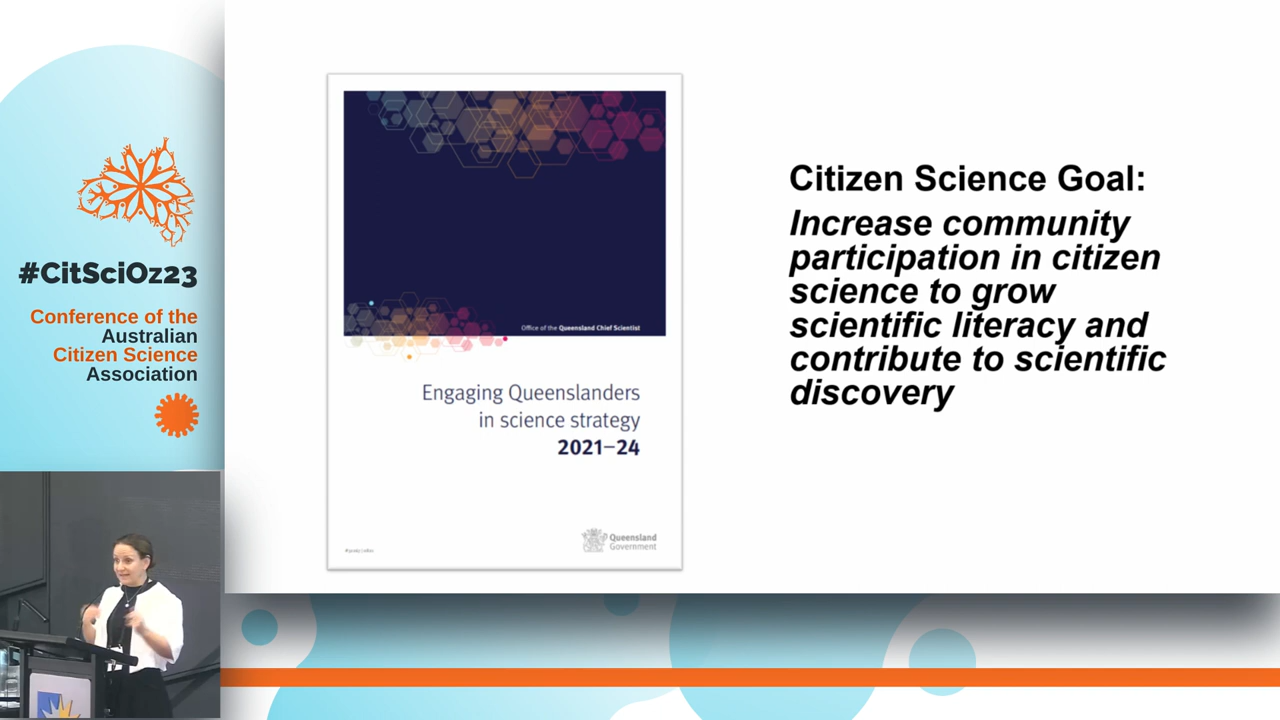 #CitSciOz23
Conference of the
Australian
Citizen Science
Association
Office of the Queensland Chief Scientist
Engaging Queenslanders
in science strategy
2021–24
Queensland
Government
Citizen Science Goal:
Increase community
participation in citizen
science to grow
scientific literacy and
contribute to scientific
discovery